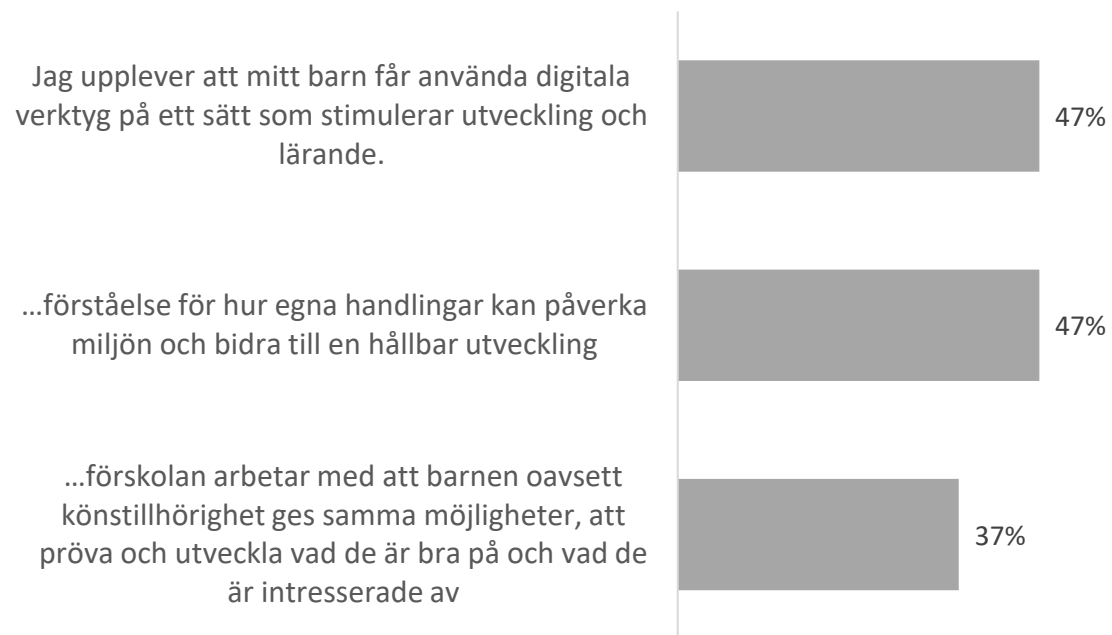 Jag upplever att mitt barn får använda digitala
verktyg på ett sätt som stimulerar utveckling och
lärande.
47%
…förståelse för hur egna handlingar kan påverka
miljön och bidra till en hållbar utveckling
47%
…förskolan arbetar med att barnen oavsett
könstillhörighet ges samma möjligheter, att
pröva och utveckla vad de är bra på och vad de
är intresserade av
37%